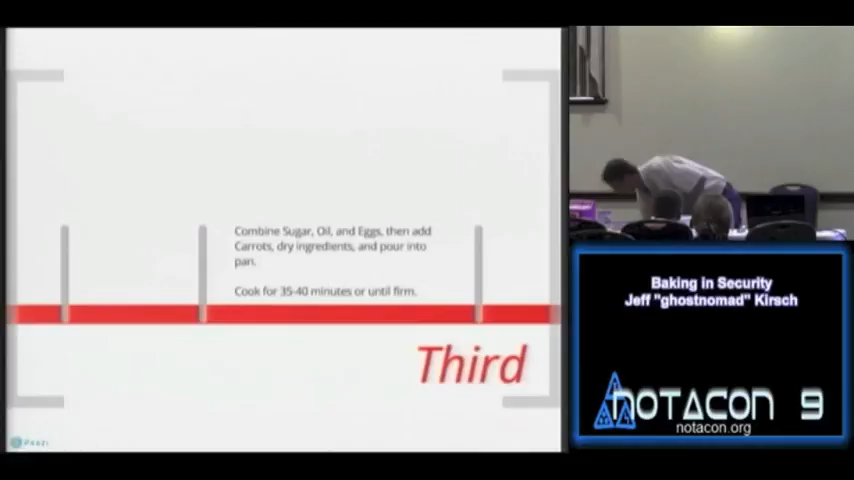 Combine Sugar, Oil, and Eggs, then add
Carrots, dry ingredients, and pour into
pan.
Cook for 35-40 minutes or until firm.
Third
Prezi
Baking in Security
Jeff "ghostnomad" Kirsch
NOTACON 9
notacon.org